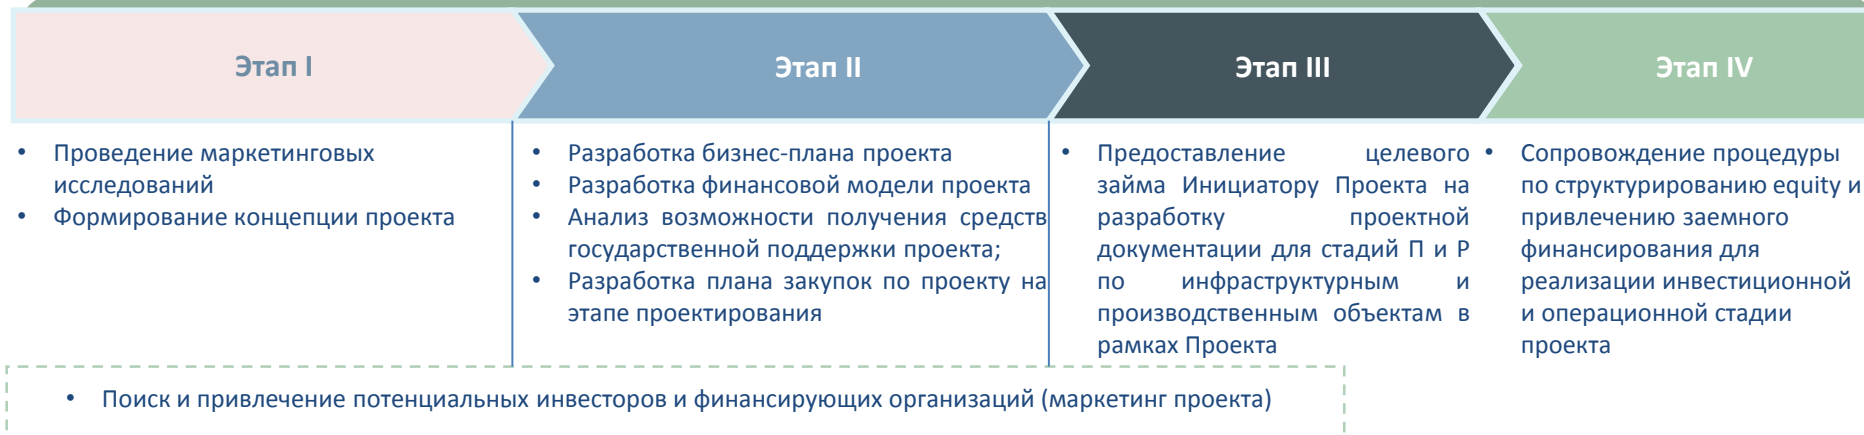 Этап I
Этап II
Этап III
Этап IV
• Проведение маркетинговых
исследований
• Формирование концепции проекта
• Разработка бизнес-плана проекта
• Разработка финансовой модели проекта
• Анализ возможности получения средств
государственной поддержки проекта;
• Разработка плана закупок по проекту на
этапе проектирования
• Предоставление целевого
займа Инициатору Проекта на
разработку проектной
документации для стадий П и Р
по инфраструктурным и
производственным объектам в
рамках Проекта
• Сопровождение процедуры
по структурированию equity и
привлечению заемного
финансирования для
реализации инвестиционной
и операционной стадии
проекта
• Поиск и привлечение потенциальных инвесторов и финансирующих организаций (маркетинг проекта)